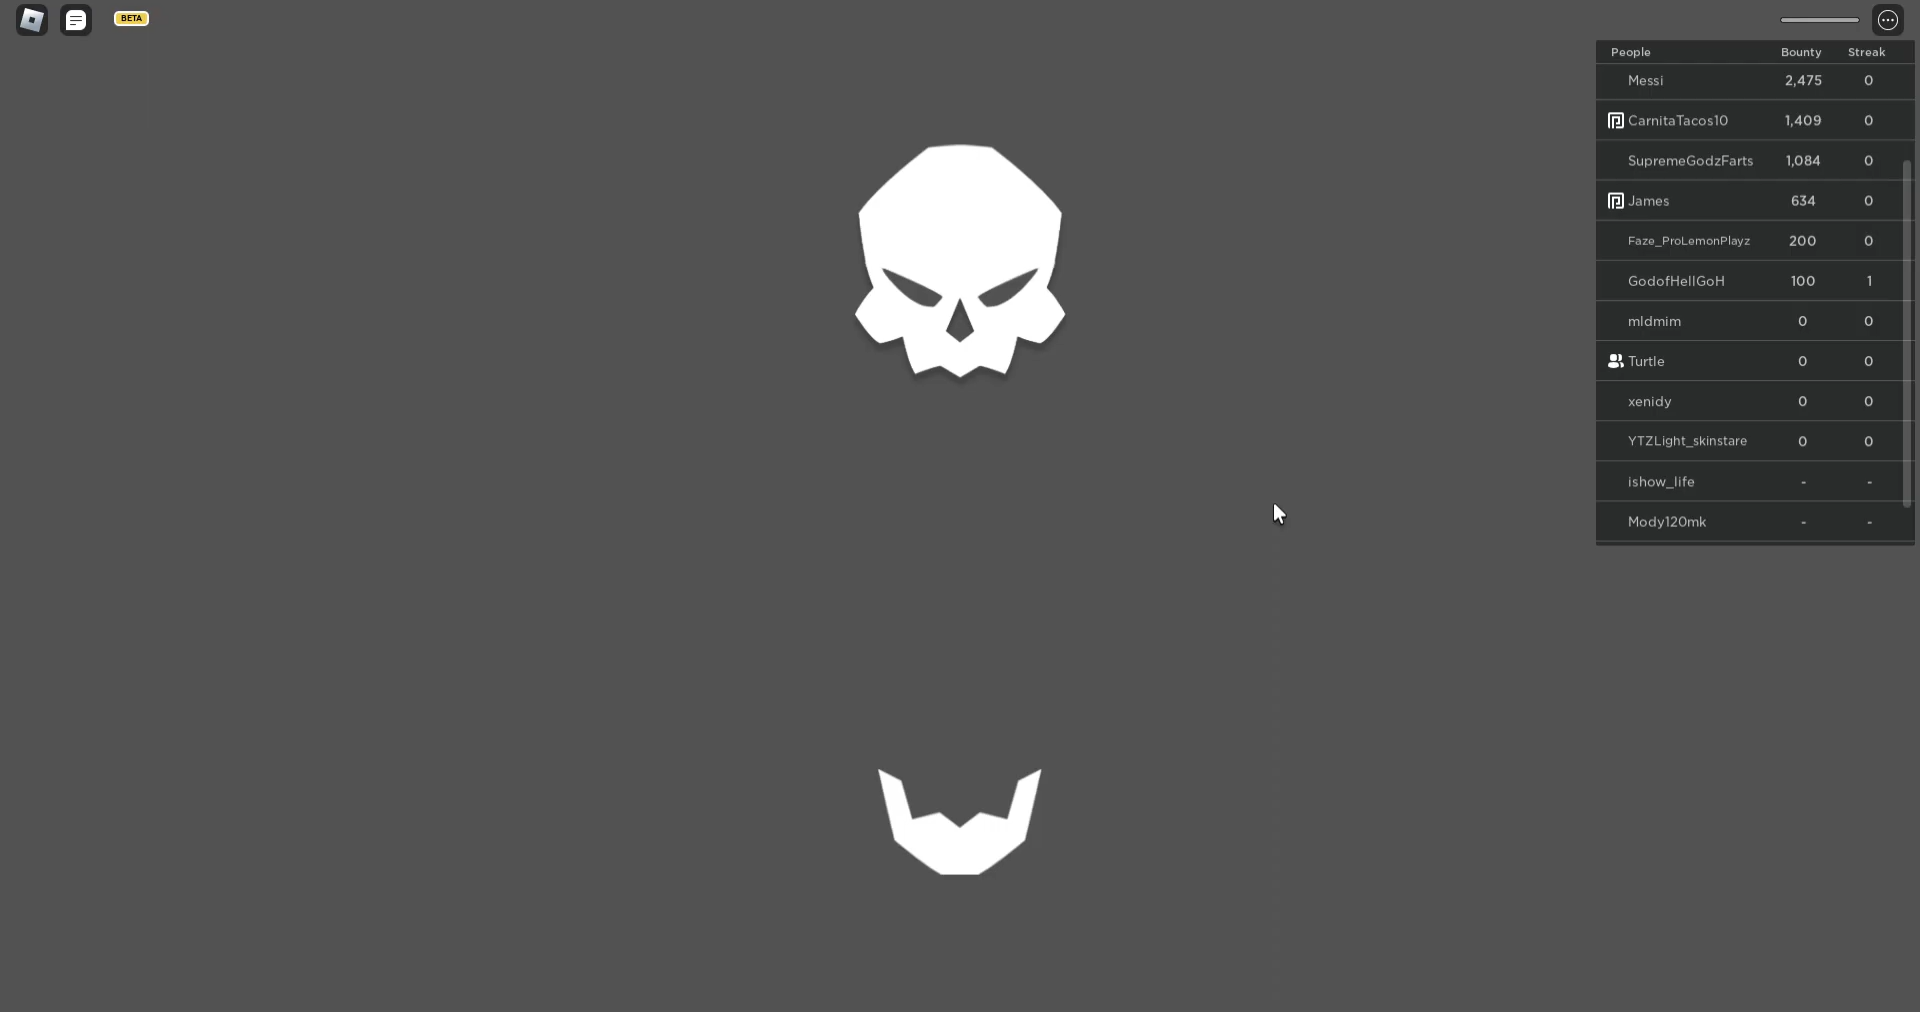 BETA
People Bounty Streak
Messi 2,475 0
CarnitaTacos10 1,409 0
SupremeGodzFarts 1,084 0
James 634 0
Faze_ProLemonPlayz 200 0
GodofHellGoH 100 1
mldmim 0 0
Turtle 0 0
xenidy 0 0
YTZLight_skinstare 0 0
ishow_life - -
Mody120mk - -